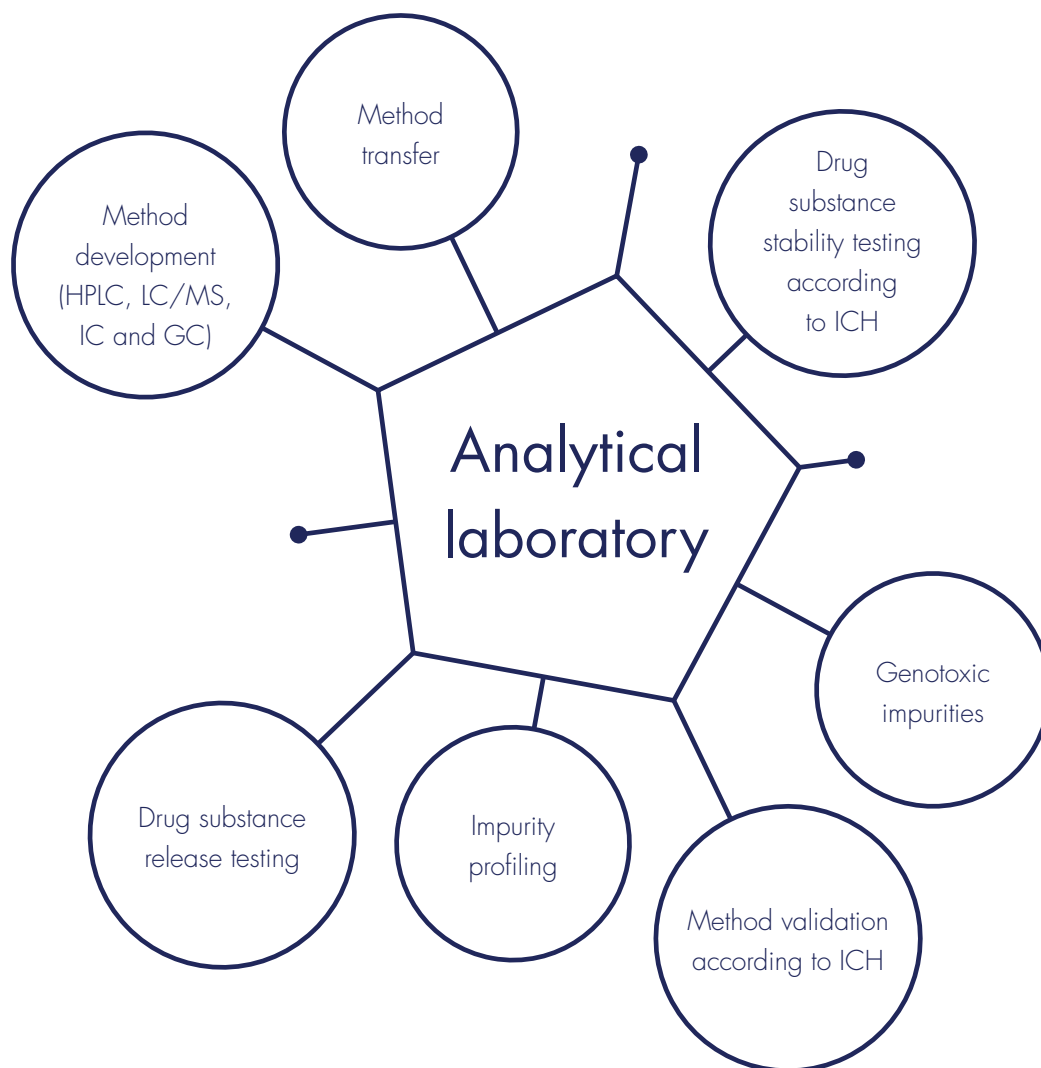 Method
transfer
Drug
substance
stability testing
according
to ICH
Method
development
(HPLC, LC/MS,
IC and GC)
Analytical
laboratory
Genotoxic
impurities
Drug substance
release testing
Impurity
profiling
Method validation
according to ICH